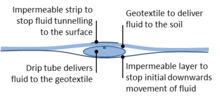 Impermeable strip to
stop fluid tunnelling
to the surface
Geotextile to deliver
fluid to the soil
Drip tube delivers
fluid to the geotextile
Impermeable layer to
stop initial downwards
movement of fluid